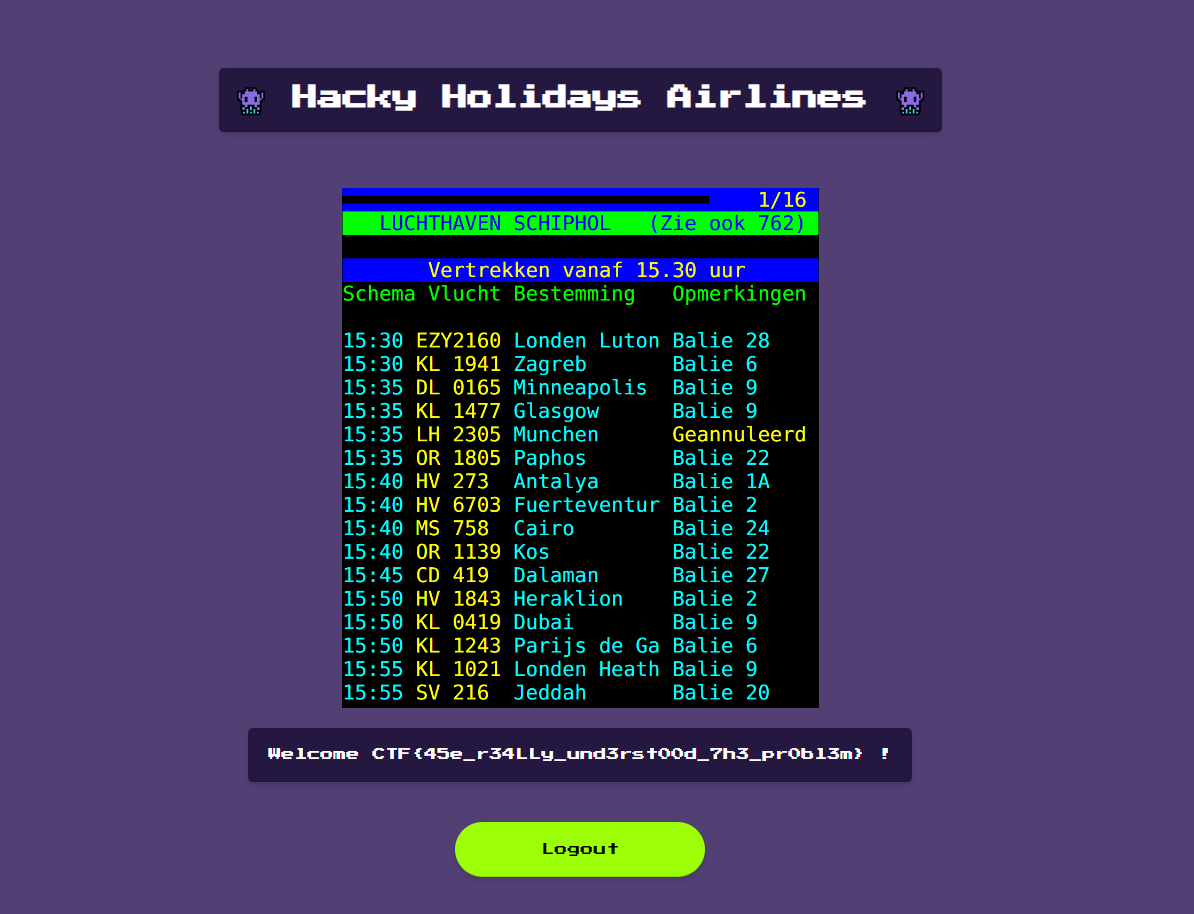 Hacky Holidays Airlines
1/16
LUCHTHAVEN SCHIPHOL (Zie ook 762)
Vertrekken vanaf 15.30 uur
Schema Vlucht Bestemming Opmerkingen
15:30 EZY2160 Londen Luton Balie 28
15:30 KL 1941 Zagreb Balie 6
15:35 DL 0165 Minneapolis Balie 9
15:35 KL 1477 Glasgow Balie 9
15:35 LH 2305 Munchen Geannuleerd
15:35 OR 1805 Paphos Balie 22
15:40 HV 273 Antalya Balie 1A
15:40 HV 6703 Fuerteventur Balie 2
15:40 MS 758 Cairo Balie 24
15:40 OR 1139 Kos Balie 22
15:45 CD 419 Dalaman Balie 27
15:50 HV 1843 Heraklion Balie 2
15:50 KL 0419 Dubai Balie 9
15:50 KL 1243 Parijs de Ga Balie 6
15:55 KL 1021 Londen Heath Balie 9
15:55 SV 216 Jeddah Balie 20
Welcome CTF{45e_r34LLy_und3rst00d_7h3_pr0bl3m} !
Logout